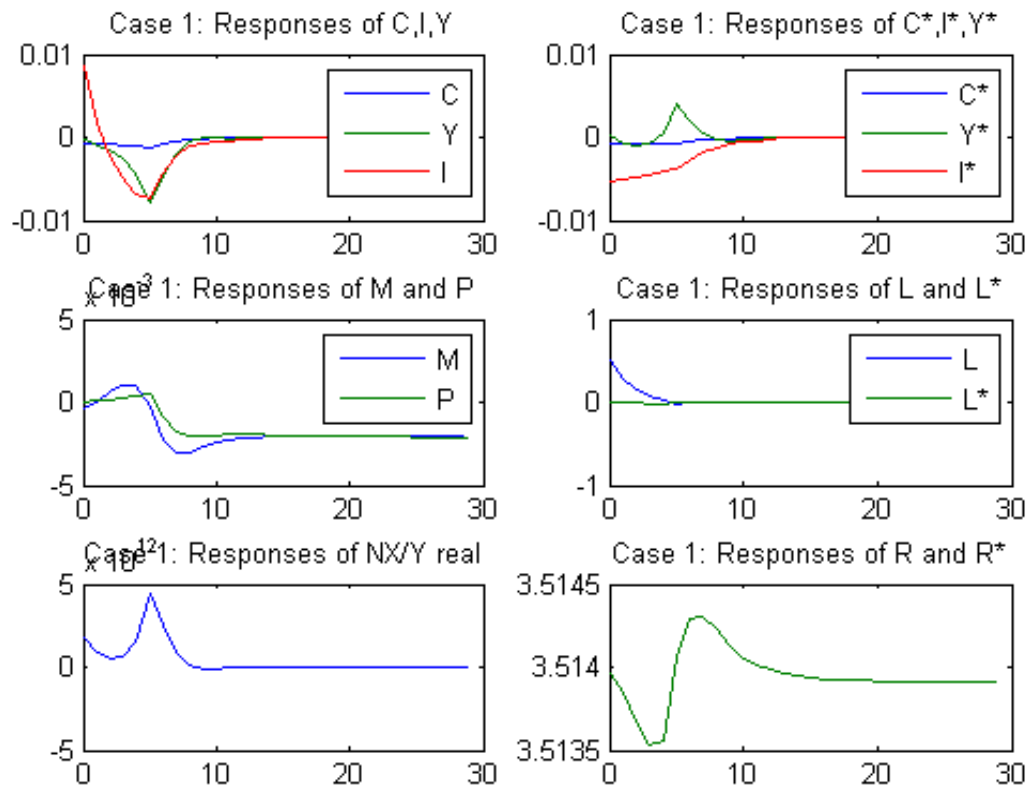 Case 1: Responses of C,I,Y
0.01
0
-0.01
0 10 20 30
C
Y
I
Case 1: Responses of C*,I*,Y*
0.01
0
-0.01
0 10 20 30
C*
Y*
I*
x 10-3
Case 1: Responses of M and P
5
0
-5
0 10 20 30
M
P
Case 1: Responses of L and L*
1
0
-1
0 10 20 30
L
L*
x 1012
Case 1: Responses of NX/Y real
5
0
-5
0 10 20 30
Case 1: Responses of R and R*
3.5145
3.514
3.5135
0 10 20 30